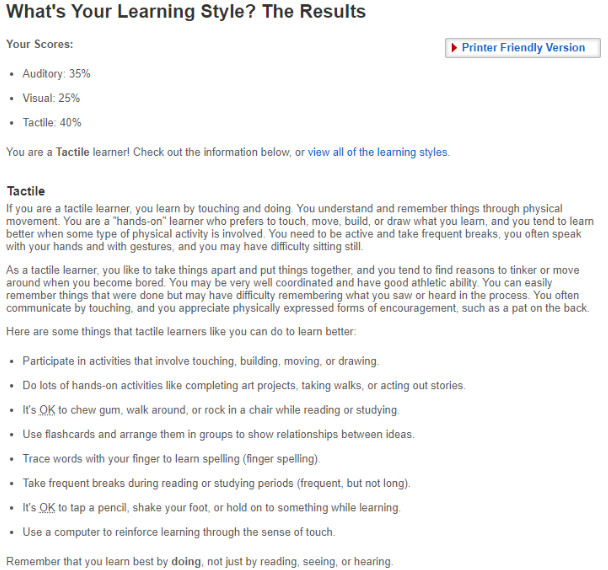 What's Your Learning Style? The Results
Your Scores:
Printer Friendly Version
Auditory: 35%
Visual: 25%
Tactile: 40%
You are a Tactile learner! Check out the information below, or view all of the learning styles.
Tactile
If you are a tactile learner, you learn by touching and doing. You understand and remember things through physical
movement. You are a "hands-on" learner who prefers to touch, move, build, or draw what you learn, and you tend to learn
better when some type of physical activity is involved. You need to be active and take frequent breaks, you often speak
with your hands and with gestures, and you may have difficulty sitting still.
As a tactile learner, you like to take things apart and put things together, and you tend to find reasons to tinker or move
around when you become bored. You may be very well coordinated and have good athletic ability. You can easily
remember things that were done but may have difficulty remembering what you saw or heard in the process. You often
communicate by touching, and you appreciate physically expressed forms of encouragement, such as a pat on the back.
Here are some things that tactile learners like you can do to learn better:
Participate in activities that involve touching, building, moving, or drawing.
Do lots of hands-on activities like completing art projects, taking walks, or acting out stories.
It's OK to chew gum, walk around, or rock in a chair while reading or studying.
Use flashcards and arrange them in groups to show relationships between ideas.
Trace words with your finger to learn spelling (finger spelling).
Take frequent breaks during reading or studying periods (frequent, but not long).
It's OK to tap a pencil, shake your foot, or hold on to something while learning.
Use a computer to reinforce learning through the sense of touch.
Remember that you learn best by doing, not just by reading, seeing, or hearing.